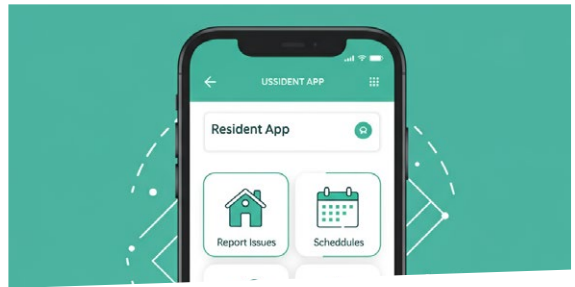 USSIDENT APP
Resident App
Report Issues
Scheddules